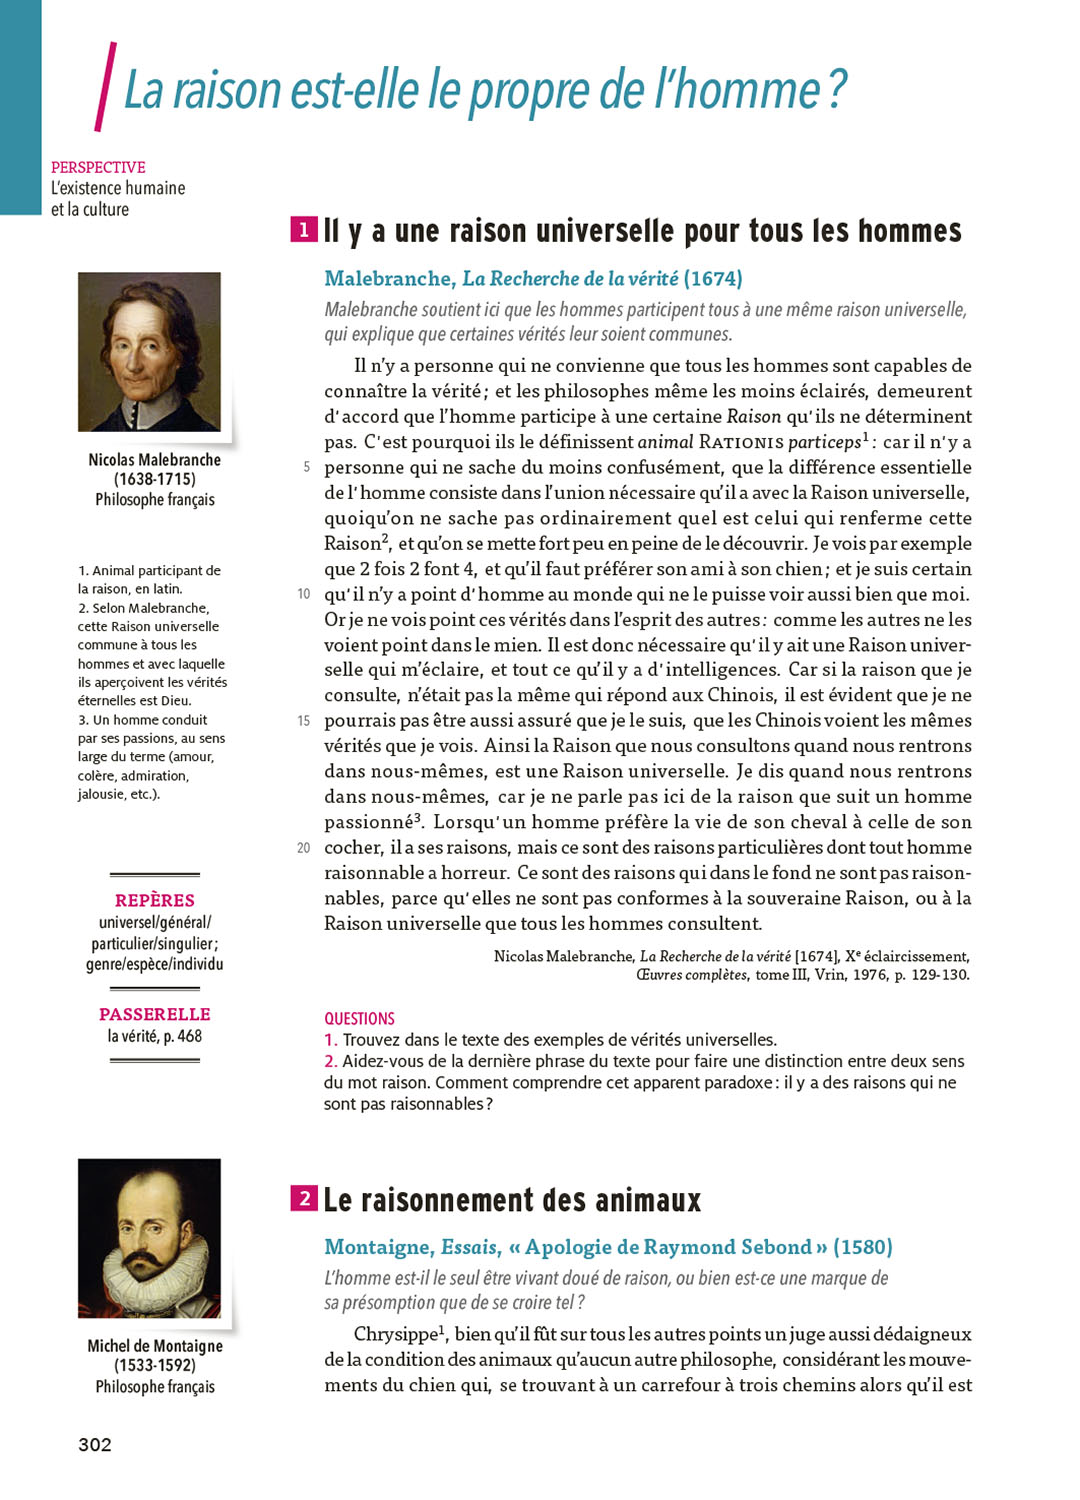 La raison est-elle le propre de l'homme ?
PERSPECTIVE
L'existence humaine
et la culture
1 Il y a une raison universelle pour tous les hommes
Malebranche, La Recherche de la vérité (1674)
Malebranche soutient ici que les hommes participent tous à une même raison universelle,
qui explique que certaines vérités leur soient communes.
Il n'y a personne qui ne convienne que tous les hommes sont capables de
connaître la vérité ; et les philosophes même les moins éclairés, demeurent
d'accord que l'homme participe à une certaine Raison qu'ils ne déterminent
pas. C'est pourquoi ils le définissent animal RATIONIS particeps1 : car il n'y a
5 personne qui ne sache du moins confusément, que la différence essentielle
de l'homme consiste dans l'union nécessaire qu'il a avec la Raison universelle,
quoiqu'on ne sache pas ordinairement quel est celui qui renferme cette
Raison2, et qu'on se mette fort peu en peine de le découvrir. Je vois par exemple
que 2 fois 2 font 4, et qu'il faut préférer son ami à son chien ; et je suis certain
10 qu'il n'y a point d'homme au monde qui ne le puisse voir aussi bien que moi.
Or je ne vois point ces vérités dans l'esprit des autres : comme les autres ne les
voient point dans le mien. Il est donc nécessaire qu'il y ait une Raison univer-
selle qui m'éclaire, et tout ce qu'il y a d'intelligences. Car si la raison que je
consulte, n'était pas la même qui répond aux Chinois, il est évident que je ne
15 pourrais pas être aussi assuré que je le suis, que les Chinois voient les mêmes
vérités que je vois. Ainsi la Raison que nous consultons quand nous rentrons
dans nous-mêmes, est une Raison universelle. Je dis quand nous rentrons
dans nous-mêmes, car je ne parle pas ici de la raison que suit un homme
passionné3. Lorsqu'un homme préfère la vie de son cheval à celle de son
20 cocher, il a ses raisons, mais ce sont des raisons particulières dont tout homme
raisonnable a horreur. Ce sont des raisons qui dans le fond ne sont pas raison-
nables, parce qu'elles ne sont pas conformes à la souveraine Raison, ou à la
Raison universelle que tous les hommes consultent.
Nicolas Malebranche, La Recherche de la vérité [1674], Xe éclaircissement,
Œuvres complètes, tome III, Vrin, 1976, p. 129-130.
Nicolas Malebranche
(1638-1715)
Philosophe français
1. Animal participant de
la raison, en latin.
2. Selon Malebranche,
cette Raison universelle
commune à tous les
hommes et avec laquelle
ils aperçoivent les vérités
éternelles est Dieu.
3. Un homme conduit
par ses passions, au sens
large du terme (amour,
colère, admiration,
jalousie, etc.).
REPÈRES
universel/général/
particulier/singulier ;
genre/espèce/individu
PASSERELLE
la vérité, p. 468
QUESTIONS
1. Trouvez dans le texte des exemples de vérités universelles.
2. Aidez-vous de la dernière phrase du texte pour faire une distinction entre deux sens
du mot raison. Comment comprendre cet apparent paradoxe : il y a des raisons qui ne
sont pas raisonnables ?
2 Le raisonnement des animaux
Montaigne, Essais, « Apologie de Raymond Sebond » (1580)
L'homme est-il le seul être vivant doué de raison, ou bien est-ce une marque de
sa présomption que de se croire tel ?
Chrysippe1, bien qu'il fût sur tous les autres points un juge aussi dédaigneux
de la condition des animaux qu'aucun autre philosophe, considérant les mouve-
ments du chien qui, se trouvant à un carrefour à trois chemins alors qu'il est
Michel de Montaigne
(1533-1592)
Philosophe français
302